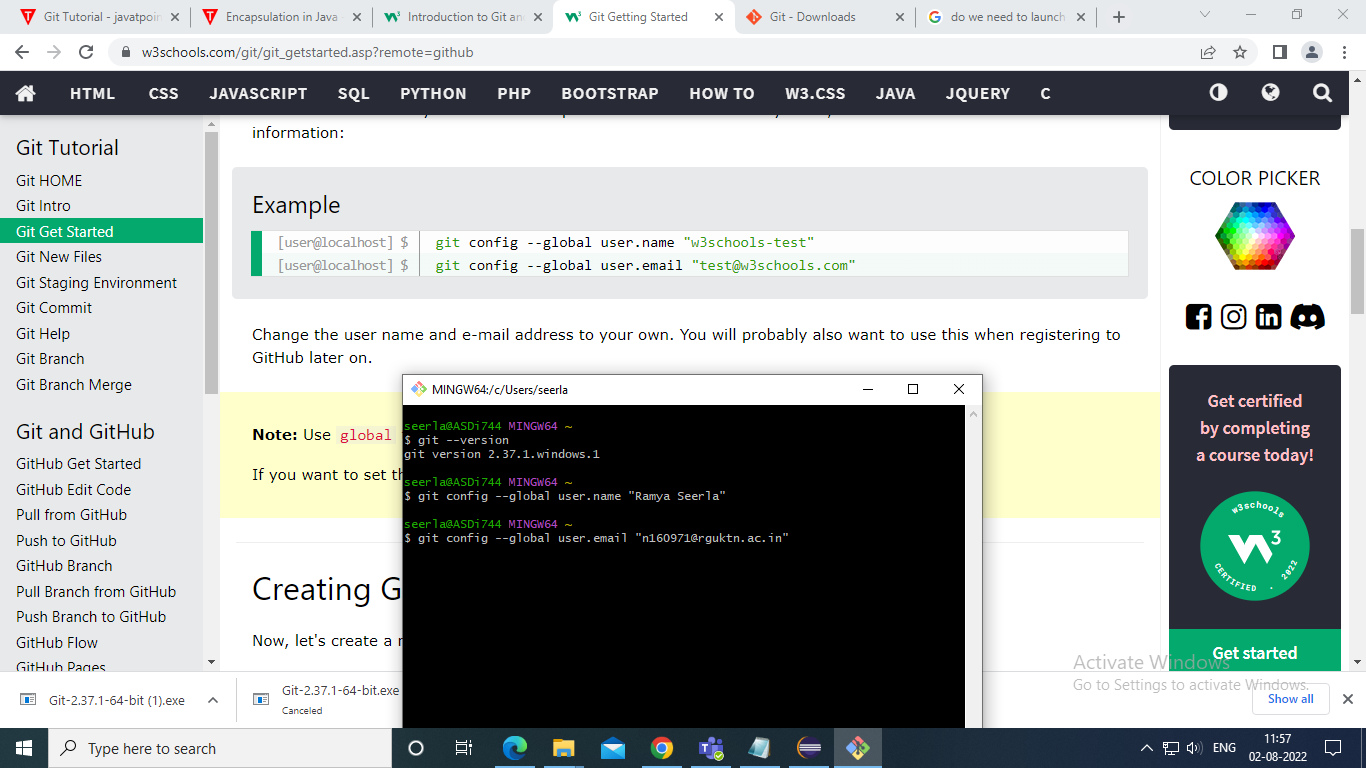 Git Tutorial - javatpoin
Encapsulation in Java
Introduction to Git an
Git Getting Started
Git - Downloads
do we need to launch
w3schools.com/git/git_getstarted.asp?remote=github
HTML CSS JAVASCRIPT SQL PYTHON PHP BOOTSTRAP HOW TO W3.CSS JAVA JQUERY C
Git Tutorial
Git HOME
Git Intro
Git Get Started
Git New Files
Git Staging Environment
Git Commit
Git Help
Git Branch
Git Branch Merge
Git and GitHub
GitHub Get Started
GitHub Edit Code
Pull from GitHub
Push to GitHub
GitHub Branch
Pull Branch from GitHub
Push Branch to GitHub
GitHub Flow
GitHub Pages
information:
Example
[user@localhost] $ git config --global user.name "w3schools-test"
[user@localhost] $ git config --global user.email "test@w3schools.com"
Change the user name and e-mail address to your own. You will probably also want to use this when registering to
GitHub later on.
Note: Use global
If you want to set th
Creating G
Now, let's create a
MINGW64:/c/Users/seerla
seerla@ASDi744 MINGW64 ~
$ git --version
git version 2.37.1.windows.1
seerla@ASDi744 MINGW64 ~
$ git config --global user.name "Ramya Seerla"
seerla@ASDi744 MINGW64 ~
$ git config --global user.email "n160971@rguktn.ac.in"
COLOR PICKER
Get certified
by completing
a course today!
w3schools
3
CERTIFIED . 2022
Get started
Activate Windows
Go to Settings to activate Windows.
Git-2.37.1-64-bit (1).exe
Git-2.37.1-64-bit.exe
Canceled
Show all
Type here to search
ENG
11:57
02-08-2022